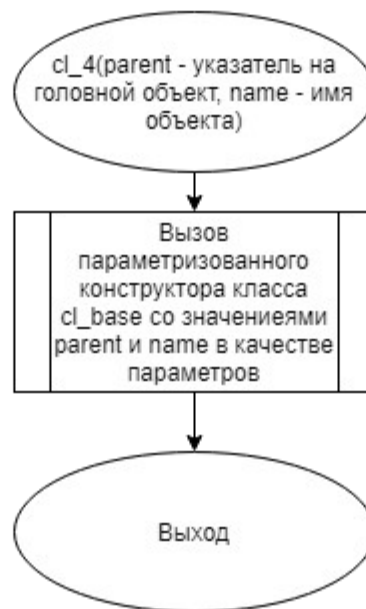 cl_4(parent - указатель на
головной объект, name - имя
объекта)
Вызов
параметризованного
конструктора класса
cl_base со значениеями
parent и name в качестве
параметров
Выход